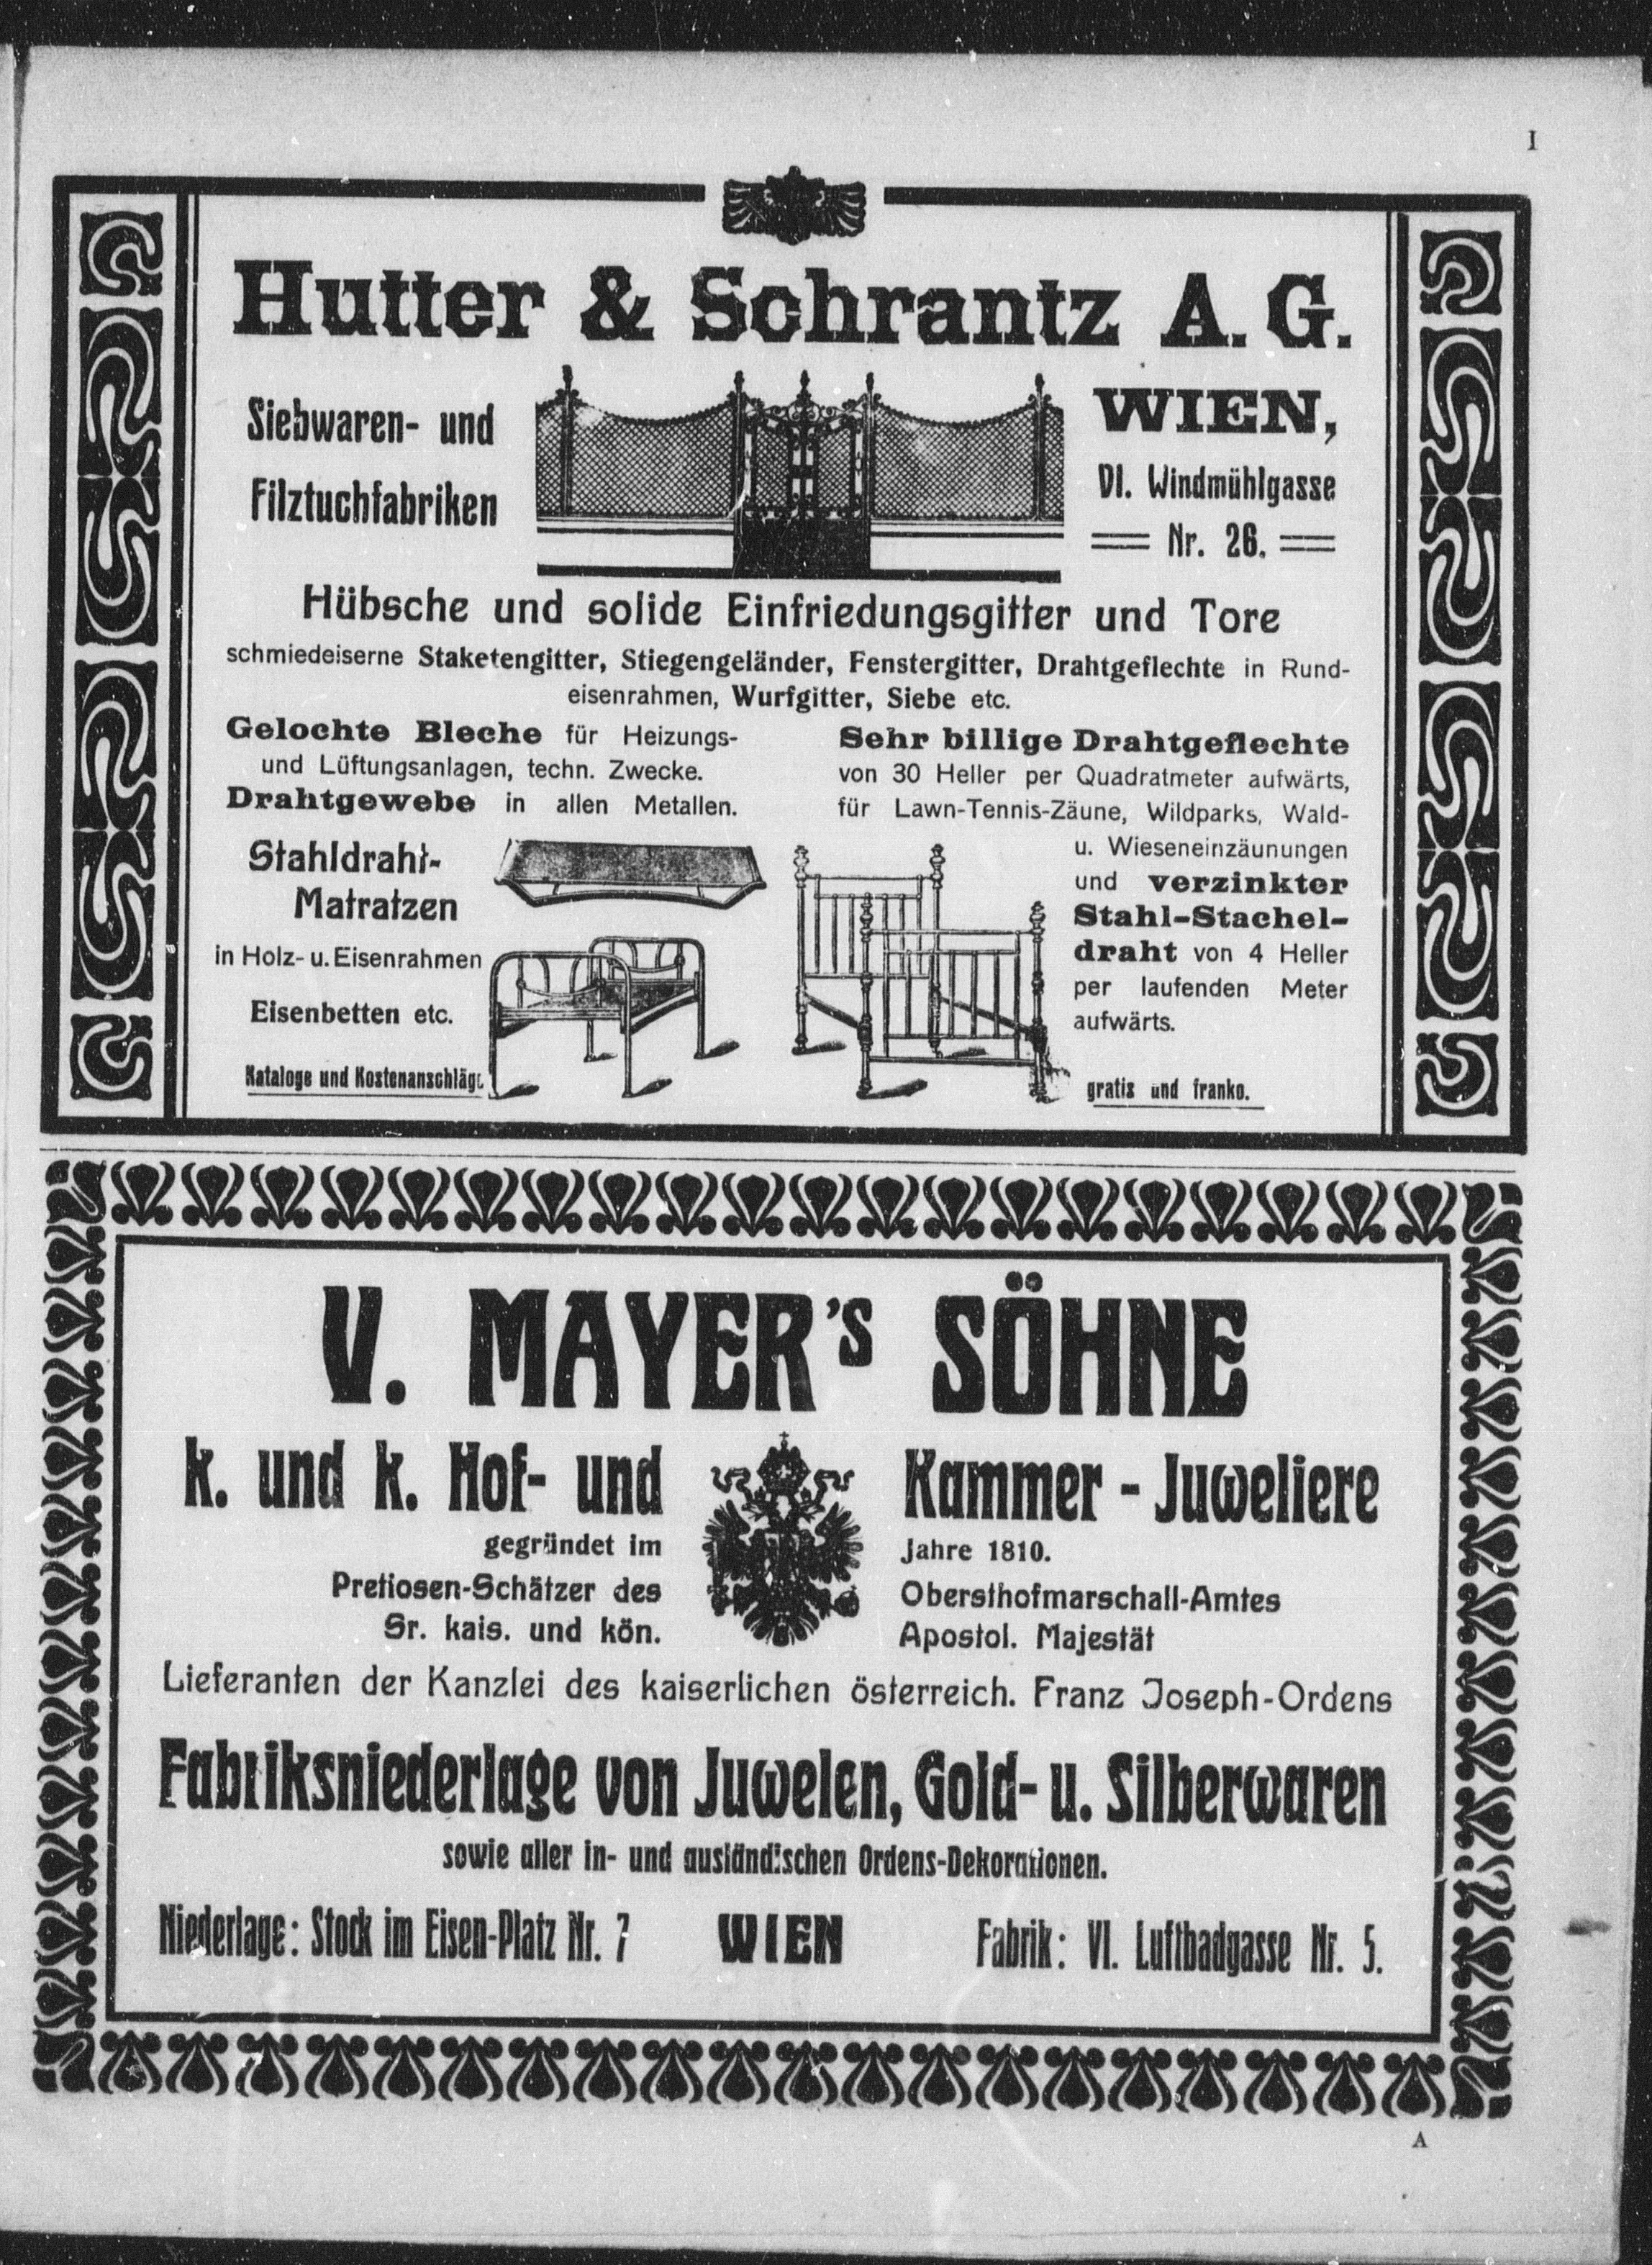 I
Hutter & Schrantz A. G.
Siebwaren- und
Filztuchfabriken
WIEN,
VI. Windmühlgasse
Nr. 26.
Hübsche und solide Einfriedungsgitter und Tore
schmiedeiserne Staketengitter, Stiegengeländer, Fenstergitter, Drahtgeflechte in Rund-
eisenrahmen, Wurfgitter, Siebe etc.
Gelochte Bleche für Heizungs-
und Lüftungsanlagen, techn. Zwecke.
Drahtgewebe in allen Metallen.
Stahldraht-
Matratzen
in Holz- u. Eisenrahmen
Eisenbetten etc.
Sehr billige Drahtgeflechte
von 30 Heller per Quadratmeter aufwärts,
für Lawn-Tennis-Zäune, Wildparks, Wald-
u. Wieseneinzäunungen
und verzinkter
Stahl-Stachel-
draht von 4 Heller
per laufenden Meter
aufwärts.
Kataloge und Kostenanschläge gratis und franko.
V. MAYER's SÖHNE
k. und k. Hof- und Kammer - Juweliere
gegründet im Jahre 1810.
Pretiosen-Schätzer des Obersthofmarschall-Amtes
Sr. kais. und kön. Apostol. Majestät
Lieferanten der Kanzlei des kaiserlichen österreich. Franz Joseph-Ordens
Fabriksniederlage von Juwelen, Gold- u. Silberwaren
sowie aller in- und ausländischen Ordens-Dekorationen.
Niederlage: Stock im Eisen-Platz Nr. 7 WIEN Fabrik: VI. Luftbadgasse Nr. 5.
A